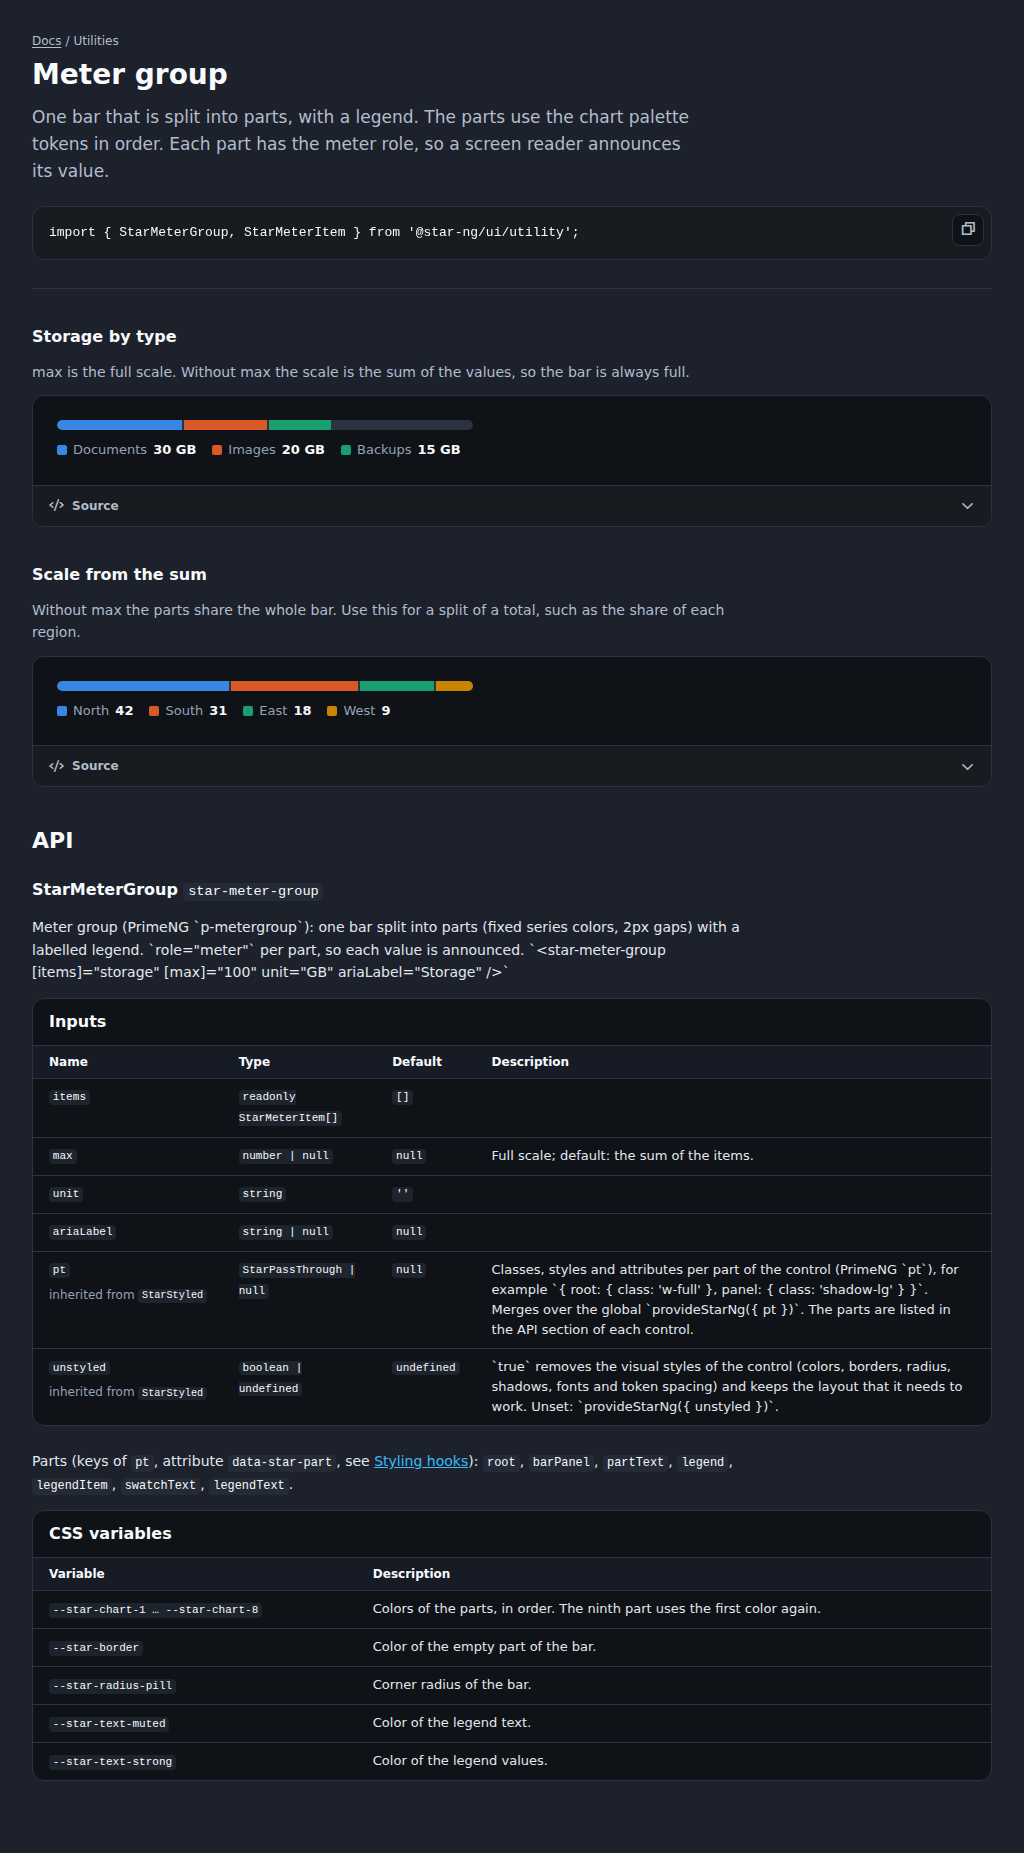 Docs / Utilities
Meter group
One bar that is split into parts, with a legend. The parts use the chart palette
tokens in order. Each part has the meter role, so a screen reader announces
its value.
import { StarMeterGroup, StarMeterItem } from '@star-ng/ui/utility';
Storage by type
max is the full scale. Without max the scale is the sum of the values, so the bar is always full.
Documents 30 GB Images 20 GB Backups 15 GB
</> Source
Scale from the sum
Without max the parts share the whole bar. Use this for a split of a total, such as the share of each
region.
North 42 South 31 East 18 West 9
</> Source
API
StarMeterGroup star-meter-group
Meter group (PrimeNG `p-metergroup`): one bar split into parts (fixed series colors, 2px gaps) with a
labelled legend. `role="meter"` per part, so each value is announced. `<star-meter-group
[items]="storage" [max]="100" unit="GB" ariaLabel="Storage" />`
Inputs
Name Type Default Description
items readonly StarMeterItem[] []
max number | null null Full scale; default: the sum of the items.
unit string ''
ariaLabel string | null null
pt StarPassThrough | null null Classes, styles and attributes per part of the control (PrimeNG `pt`), for
inherited from StarStyled example `{ root: { class: 'w-full' }, panel: { class: 'shadow-lg' } }`.
Merges over the global `provideStarNg({ pt })`. The parts are listed in
the API section of each control.
unstyled boolean | undefined undefined `true` removes the visual styles of the control (colors, borders, radius,
inherited from StarStyled shadows, fonts and token spacing) and keeps the layout that it needs to
work. Unset: `provideStarNg({ unstyled })`.
Parts (keys of pt, attribute data-star-part, see Styling hooks): root, barPanel, partText, legend,
legendItem, swatchText, legendText.
CSS variables
Variable Description
--star-chart-1 … --star-chart-8 Colors of the parts, in order. The ninth part uses the first color again.
--star-border Color of the empty part of the bar.
--star-radius-pill Corner radius of the bar.
--star-text-muted Color of the legend text.
--star-text-strong Color of the legend values.